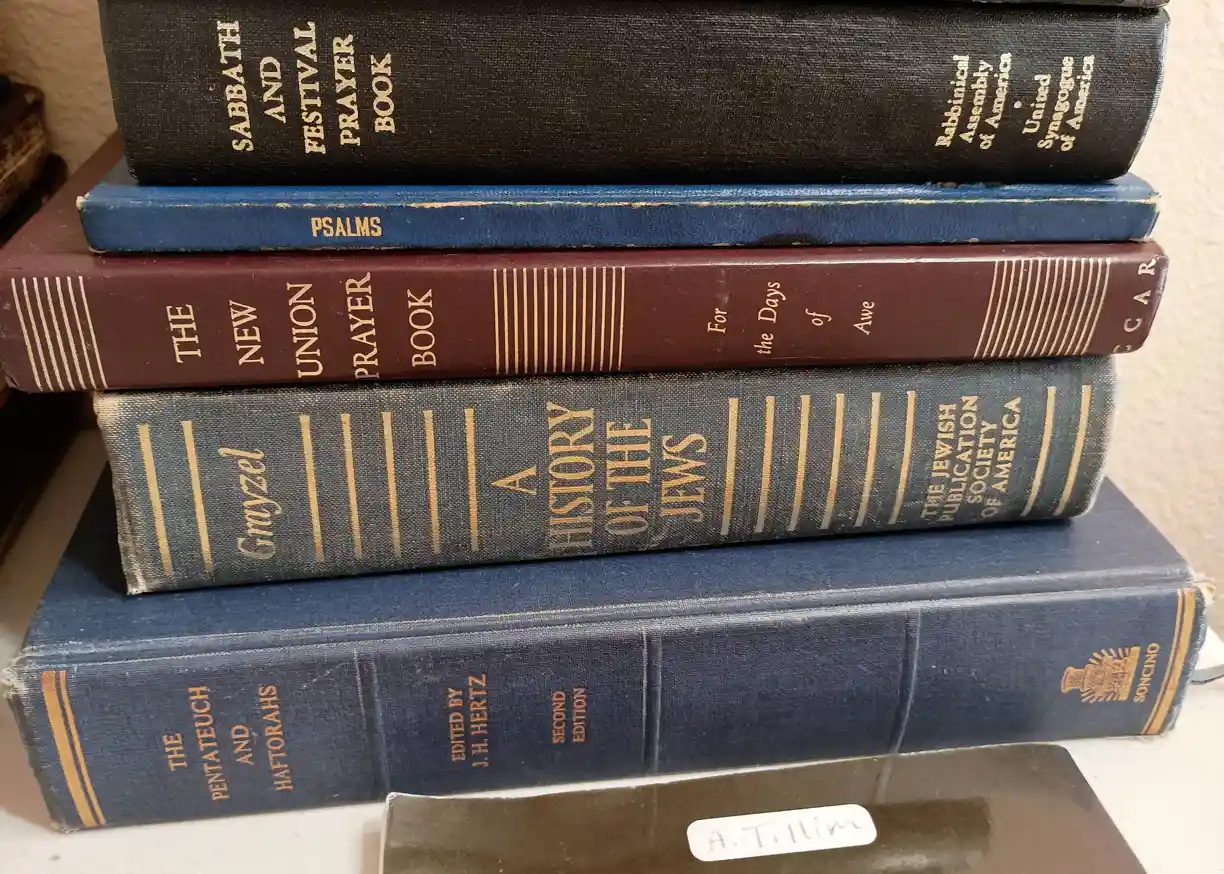 SABBATH
AND
FESTIVAL
PRAYER
BOOK
Rabbinical
Assembly
of America
•
United
Synagogue
of America
PSALMS
THE
NEW
UNION
PRAYER
BOOK
For
the Days
of
Awe
CCAR
Grayzel
A
HISTORY
OF THE
JEWS
THE JEWISH
PUBLICATION
SOCIETY
OF AMERICA
THE
PENTATEUCH
AND
HAFTORAHS
EDITED BY
J. H. HERTZ
SECOND
EDITION
SONCINO
A. Tillim